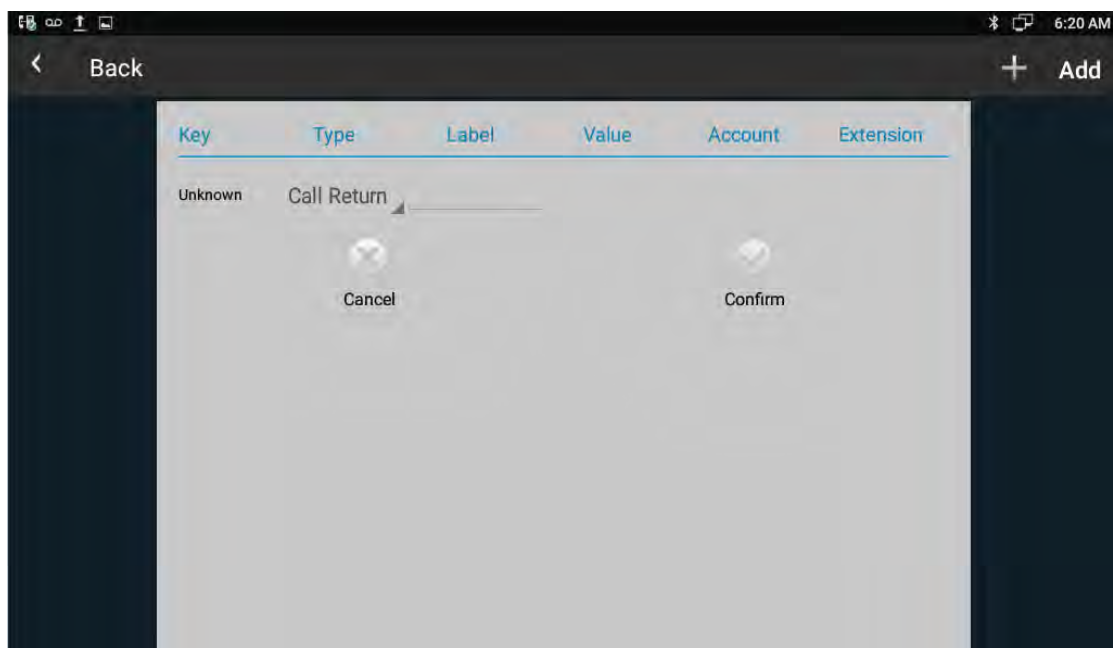 6:20 AM
Back Add
Key Type Label Value Account Extension
Unknown Call Return
Cancel Confirm